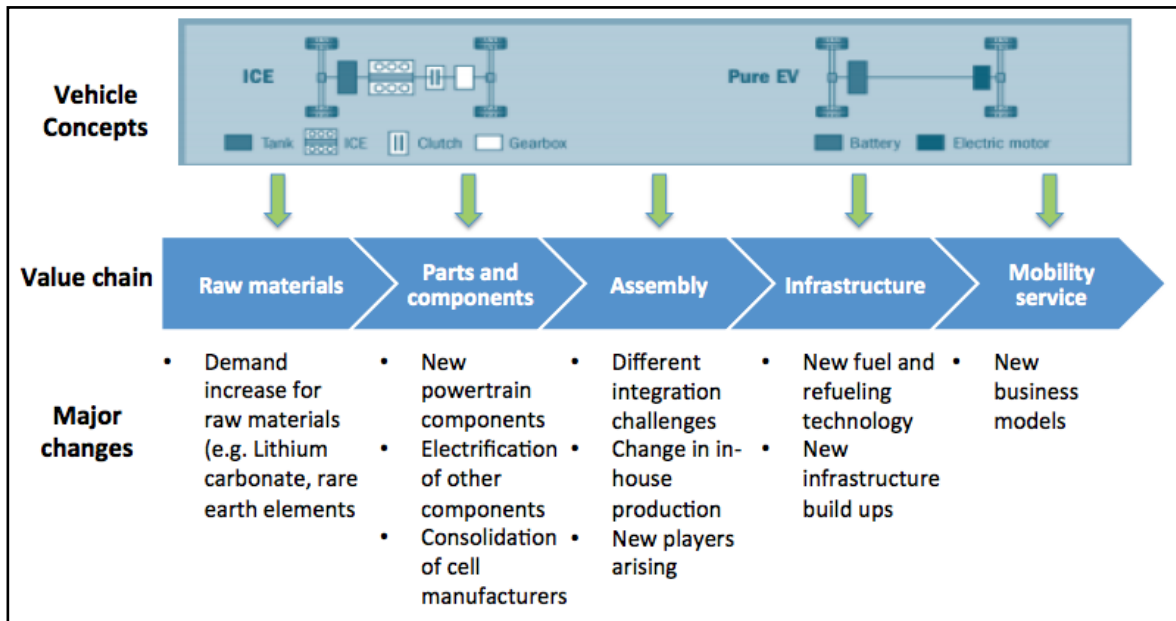 Vehicle
Concepts
ICE
Pure EV
Tank
ICE
Clutch
Gearbox
Battery
Electric motor
Value chain
Raw materials
Parts and
components
Assembly
Infrastructure
Mobility
service
Major
changes
• Demand
increase for
raw materials
(e.g. Lithium
carbonate, rare
earth elements
• New
powertrain
components
• Electrification
of other
components
• Consolidation
of cell
manufacturers
• Different
integration
challenges
• Change in in-
house
production
• New players
arising
• New fuel and
refueling
technology
• New
infrastructure
build ups
• New
business
models